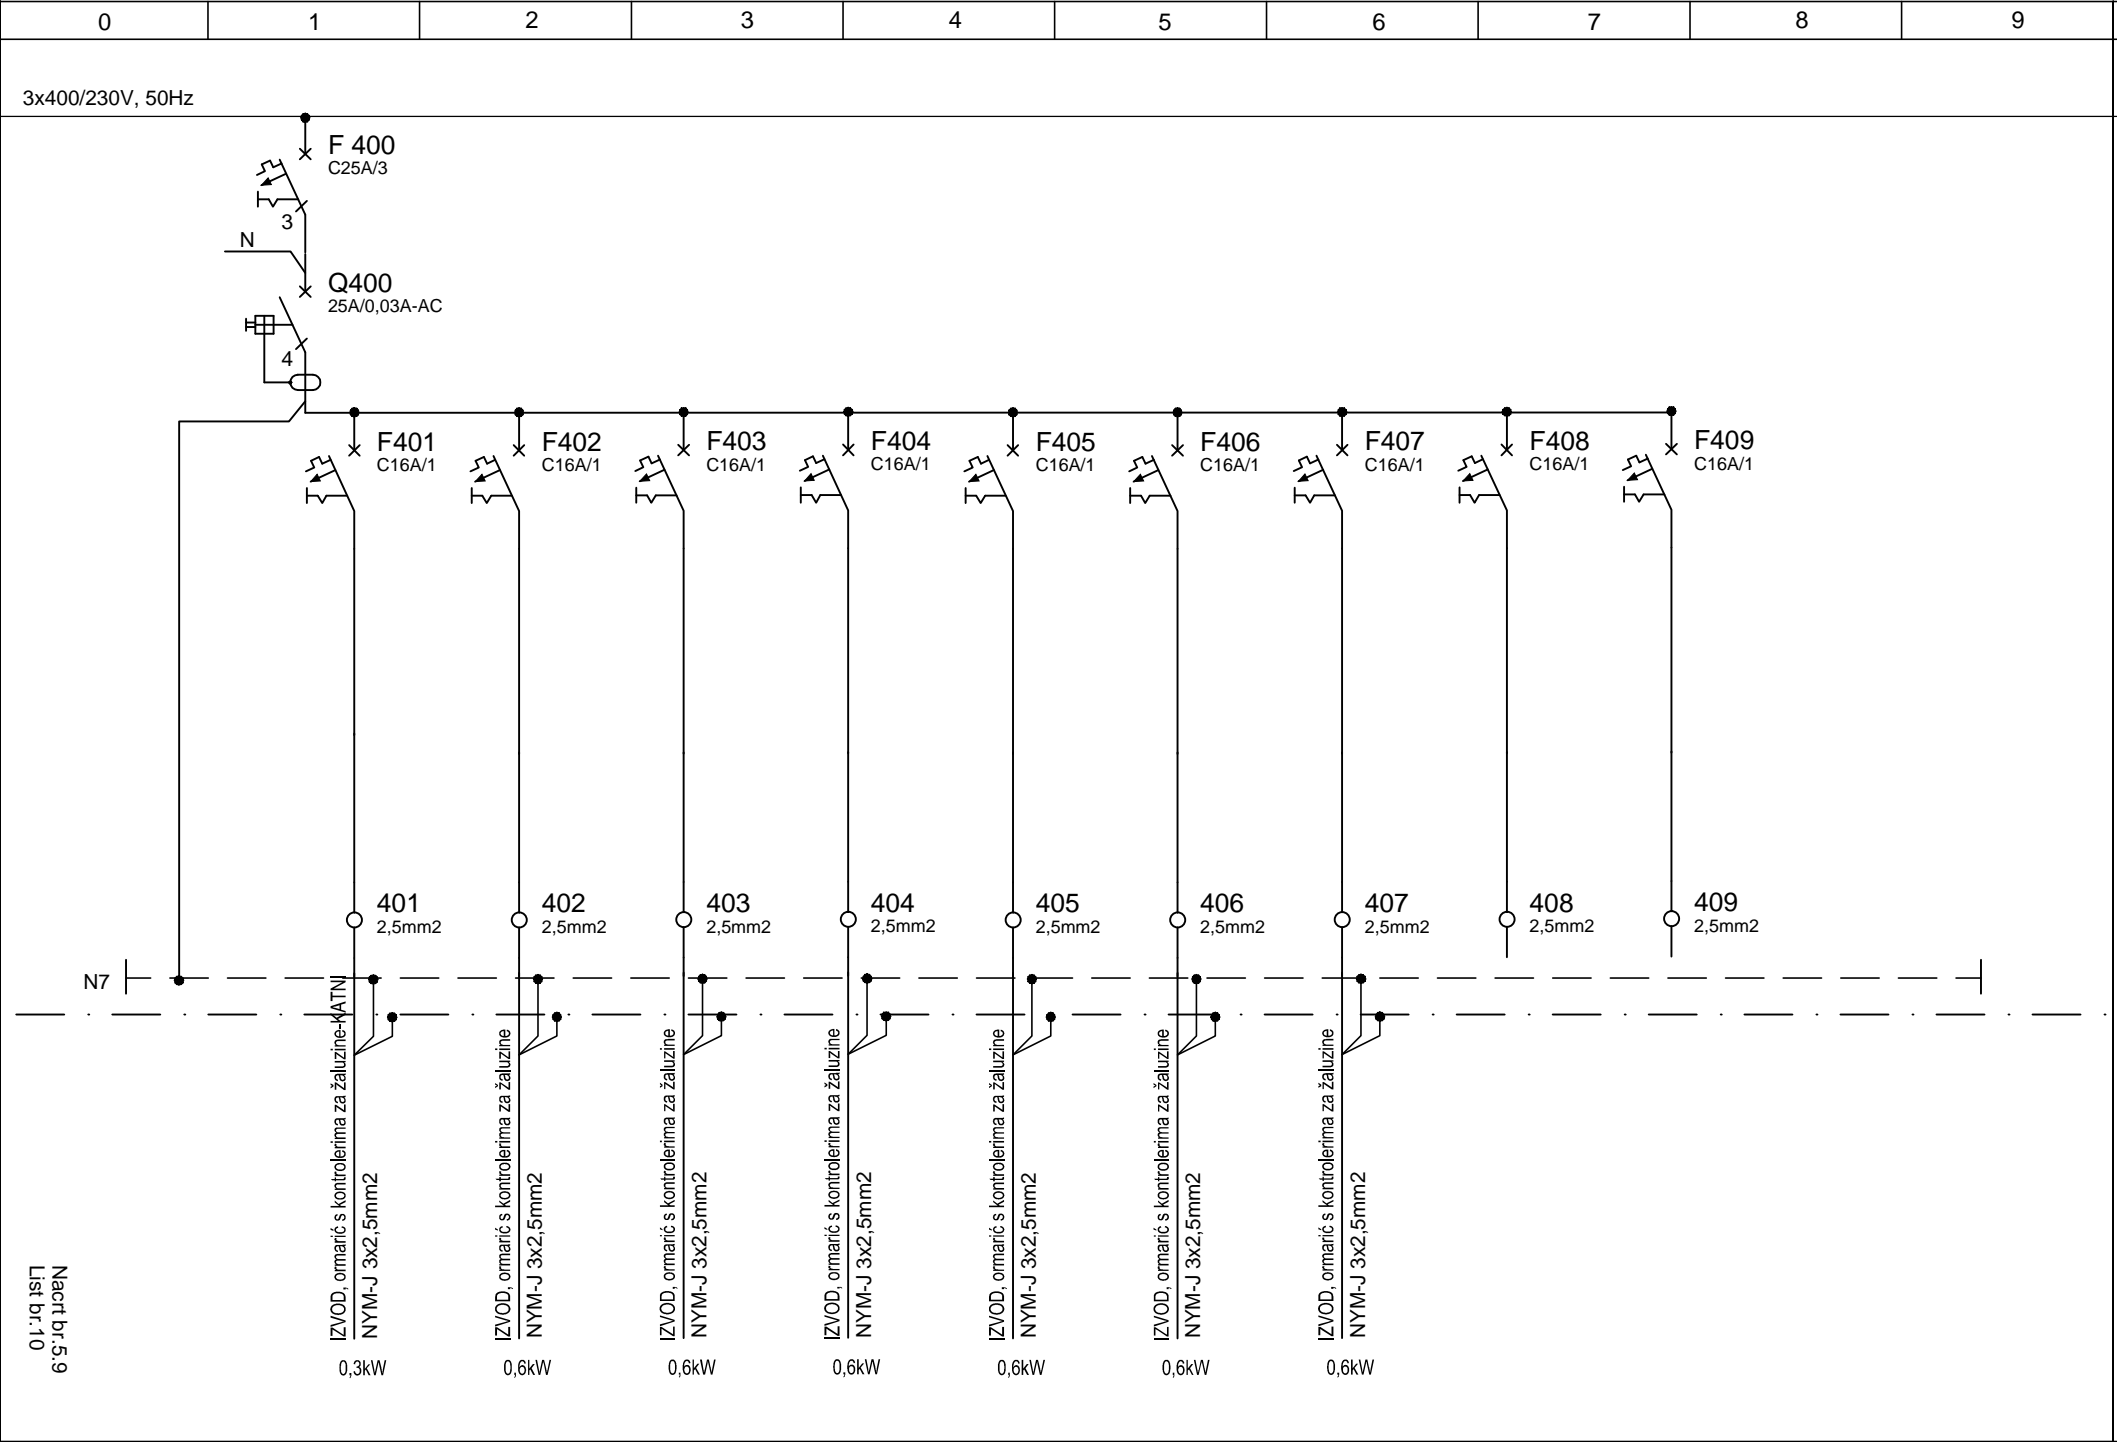 0 1 2 3 4 5 6 7 8 9
3x400/230V, 50Hz
F 400
C25A/3
3
N
Q400
25A/0,03A-AC
4
F401
C16A/1
F402
C16A/1
F403
C16A/1
F404
C16A/1
F405
C16A/1
F406
C16A/1
F407
C16A/1
F408
C16A/1
F409
C16A/1
401
2,5mm2
402
2,5mm2
403
2,5mm2
404
2,5mm2
405
2,5mm2
406
2,5mm2
407
2,5mm2
408
2,5mm2
409
2,5mm2
N7
IZVOD, ormarić s kontrolerima za žaluzine-KATNI
NYM-J 3x2,5mm2
0,3kW
IZVOD, ormarić s kontrolerima za žaluzine
NYM-J 3x2,5mm2
0,6kW
IZVOD, ormarić s kontrolerima za žaluzine
NYM-J 3x2,5mm2
0,6kW
IZVOD, ormarić s kontrolerima za žaluzine
NYM-J 3x2,5mm2
0,6kW
IZVOD, ormarić s kontrolerima za žaluzine
NYM-J 3x2,5mm2
0,6kW
IZVOD, ormarić s kontrolerima za žaluzine
NYM-J 3x2,5mm2
0,6kW
IZVOD, ormarić s kontrolerima za žaluzine
NYM-J 3x2,5mm2
0,6kW
Nacrt br.5.9
List br.10